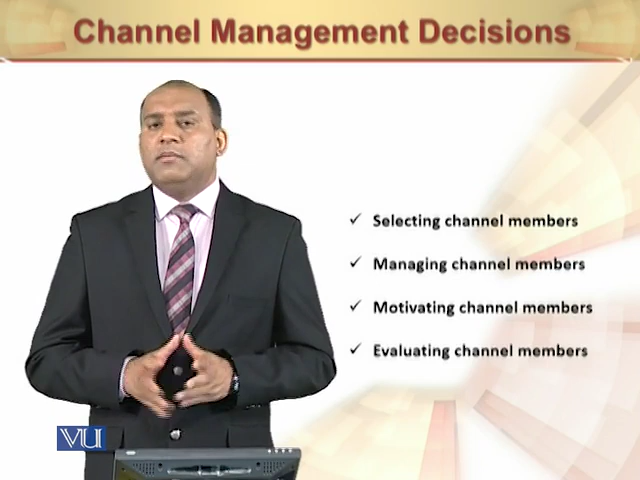 Channel Management Decisions
✓ Selecting channel members
✓ Managing channel members
✓ Motivating channel members
✓ Evaluating channel members
VU